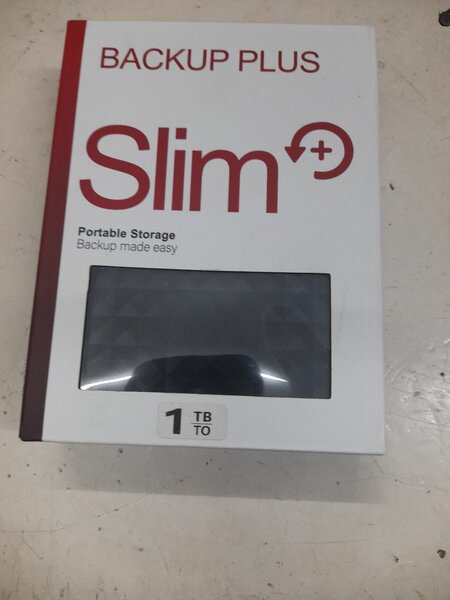 BACKUP PLUS
Slim
Portable Storage
Backup made easy
1 TB
TO